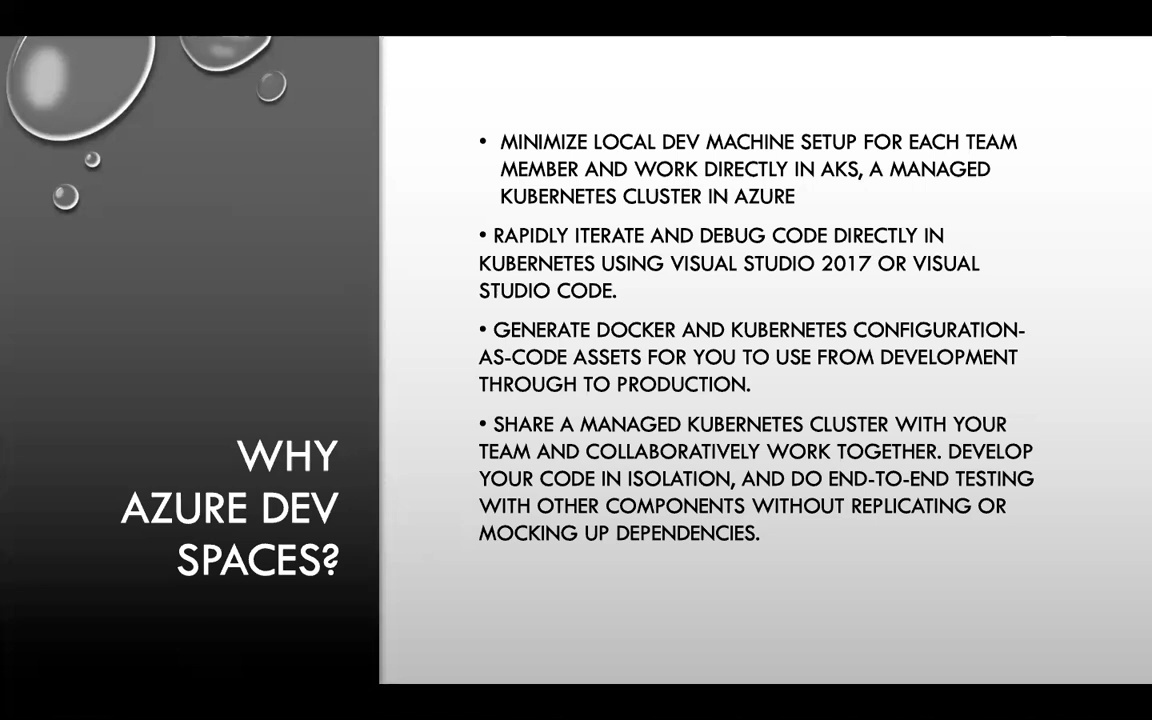 WHY
AZURE DEV
SPACES?
• MINIMIZE LOCAL DEV MACHINE SETUP FOR EACH TEAM
MEMBER AND WORK DIRECTLY IN AKS, A MANAGED
KUBERNETES CLUSTER IN AZURE
• RAPIDLY ITERATE AND DEBUG CODE DIRECTLY IN
KUBERNETES USING VISUAL STUDIO 2017 OR VISUAL
STUDIO CODE.
• GENERATE DOCKER AND KUBERNETES CONFIGURATION-
AS-CODE ASSETS FOR YOU TO USE FROM DEVELOPMENT
THROUGH TO PRODUCTION.
• SHARE A MANAGED KUBERNETES CLUSTER WITH YOUR
TEAM AND COLLABORATIVELY WORK TOGETHER. DEVELOP
YOUR CODE IN ISOLATION, AND DO END-TO-END TESTING
WITH OTHER COMPONENTS WITHOUT REPLICATING OR
MOCKING UP DEPENDENCIES.